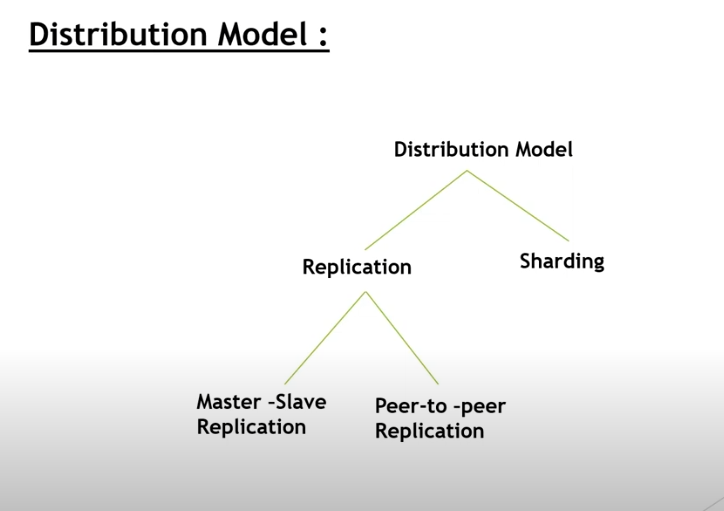 Distribution Model :
Distribution Model
Replication
Sharding
Master -Slave
Replication
Peer-to -peer
Replication